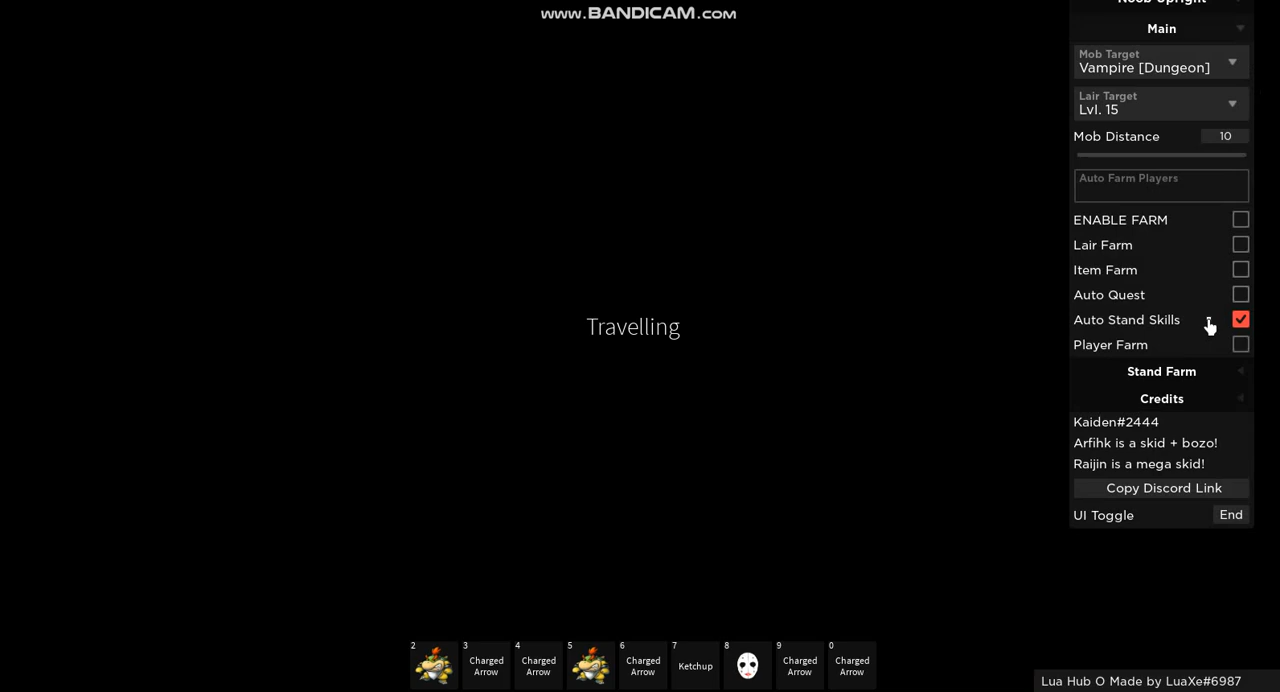 www.BANDICAM.com
Noob Upright
Main
Mob Target
Vampire [Dungeon]
Lair Target
Lvl. 15
Mob Distance 10
Auto Farm Players
ENABLE FARM
Lair Farm
Item Farm
Auto Quest
Auto Stand Skills
Player Farm
Stand Farm
Credits
Kaiden#2444
Arfihk is a skid + bozo!
Raijin is a mega skid!
Copy Discord Link
UI Toggle End
Travelling
2
3 Charged Arrow
4 Charged Arrow
5
6 Charged Arrow
7 Ketchup
8
9 Charged Arrow
0 Charged Arrow
Lua Hub O Made by LuaXe#6987